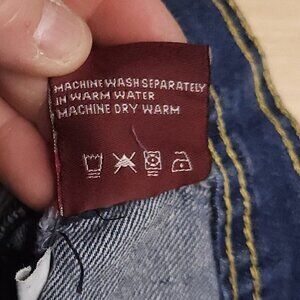 MACHINE WASH SEPARATELY
IN WARM WATER
MACHINE DRY WARM